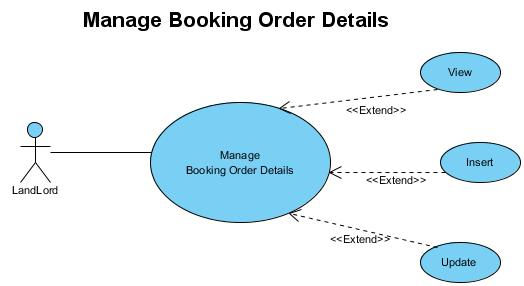 Manage Booking Order Details
View
<<Extend>>
Manage
Booking Order Details
Insert
<<Extend>>
LandLord
<<Extend>>
Update